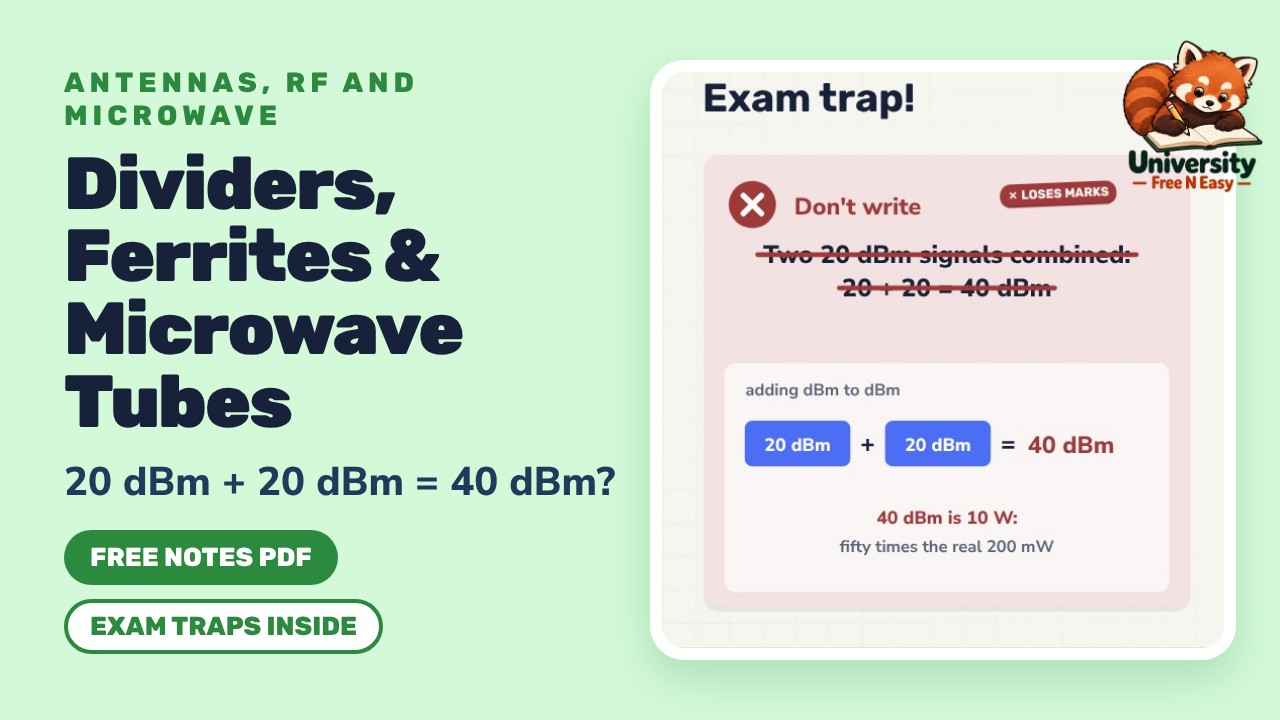 ANTENNAS, RF AND
MICROWAVE
Dividers,
Ferrites &
Microwave
Tubes
20 dBm + 20 dBm = 40 dBm?
FREE NOTES PDF
EXAM TRAPS INSIDE
Exam trap!
University
Free N Easy
Don't write
× LOSES MARKS
Two 20 dBm signals combined:
20 + 20 = 40 dBm
adding dBm to dBm
20 dBm + 20 dBm = 40 dBm
40 dBm is 10 W:
fifty times the real 200 mW